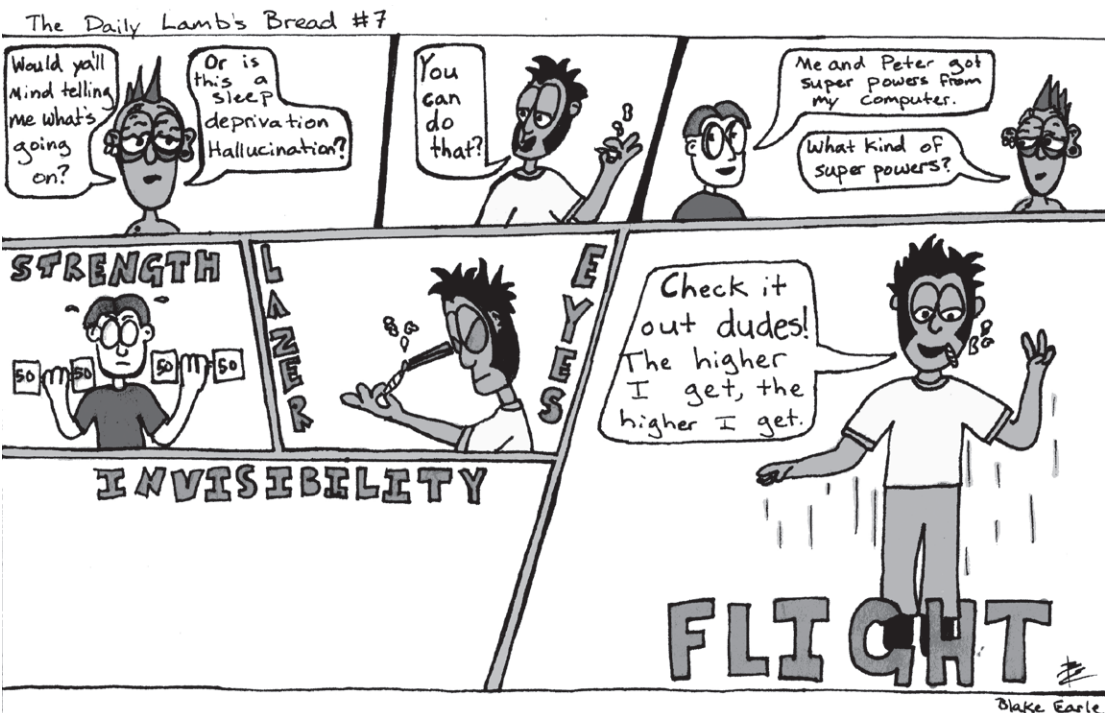 The Daily Lamb's Bread #7
Would ya'll
Mind telling
me what's
going
on?
Or is
this a
sleep
deprivation
Hallucination?
You
can
do
that?
Me and Peter got
super powers from
my computer.
What kind of
super powers?
STRENGTH
50 50 50 50
LAZER
EYES
INVISIBILITY
Check it
out dudes!
The higher
I get, the
higher I get.
FLIGHT
Blake Earle